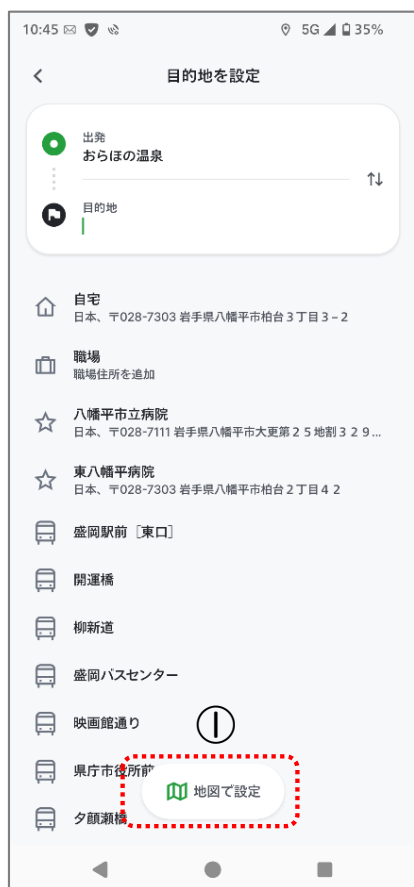 10:45 5G 35%
目的地を設定
出発
おらほの温泉
目的地
自宅
日本、〒028-7303 岩手県八幡平市柏台３丁目３−２
職場
職場住所を追加
八幡平市立病院
日本、〒028-7111 岩手県八幡平市大更第２５地割３２９...
東八幡平病院
日本、〒028-7303 岩手県八幡平市柏台２丁目４２
盛岡駅前［東口］
開運橋
柳新道
盛岡バスセンター
映画館通り
①
県庁市役所前
地図で設定
夕顔瀬橋